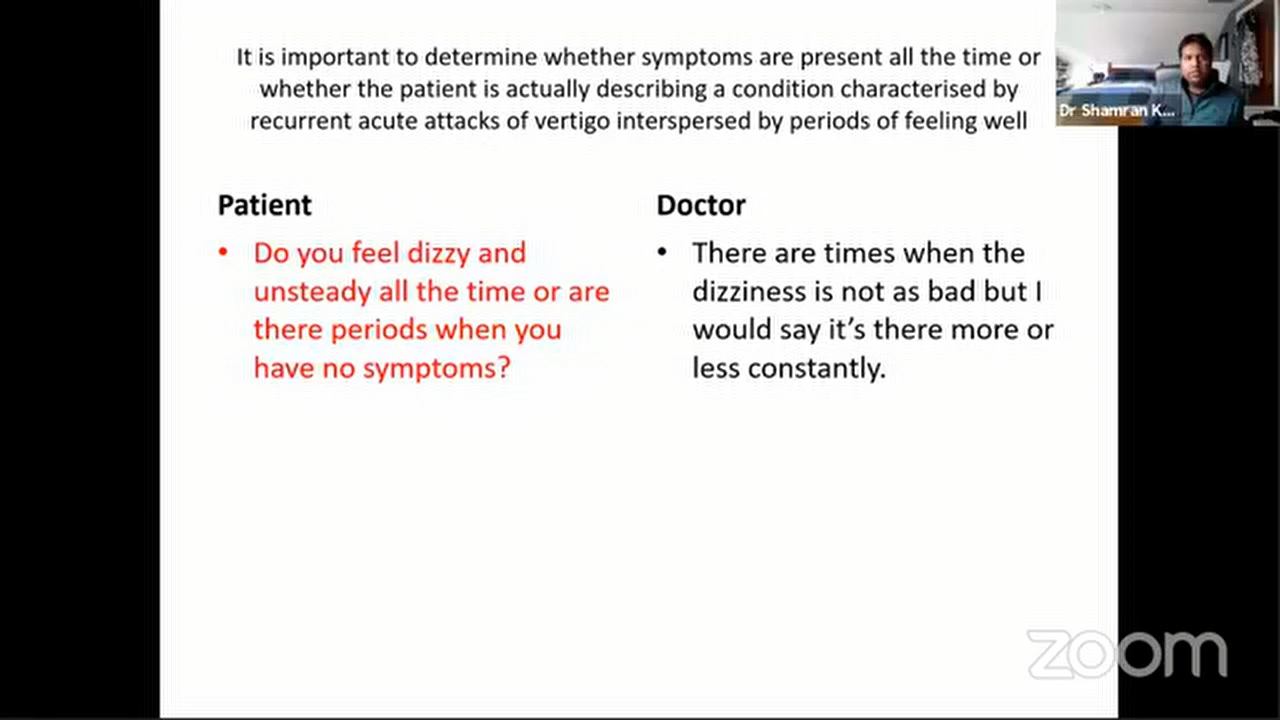 It is important to determine whether symptoms are present all the time or
whether the patient is actually describing a condition characterised by
recurrent acute attacks of vertigo interspersed by periods of feeling well
Dr Shamran K...
Patient
• Do you feel dizzy and
unsteady all the time or are
there periods when you
have no symptoms?
Doctor
• There are times when the
dizziness is not as bad but I
would say it’s there more or
less constantly.
zoom